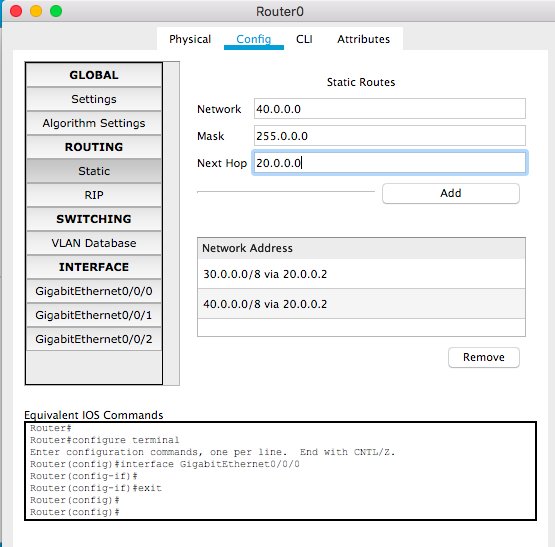 Router0
Physical Config CLI Attributes
GLOBAL
Settings
Algorithm Settings
ROUTING
Static
RIP
SWITCHING
VLAN Database
INTERFACE
GigabitEthernet0/0/0
GigabitEthernet0/0/1
GigabitEthernet0/0/2
Static Routes
Network 40.0.0.0
Mask 255.0.0.0
Next Hop 20.0.0.0
Add
Network Address
30.0.0.0/8 via 20.0.0.2
40.0.0.0/8 via 20.0.0.2
Remove
Equivalent IOS Commands
Router#
Router#configure terminal
Enter configuration commands, one per line. End with CNTL/Z.
Router(config)#interface GigabitEthernet0/0/0
Router(config-if)#
Router(config-if)#exit
Router(config)#
Router(config)#